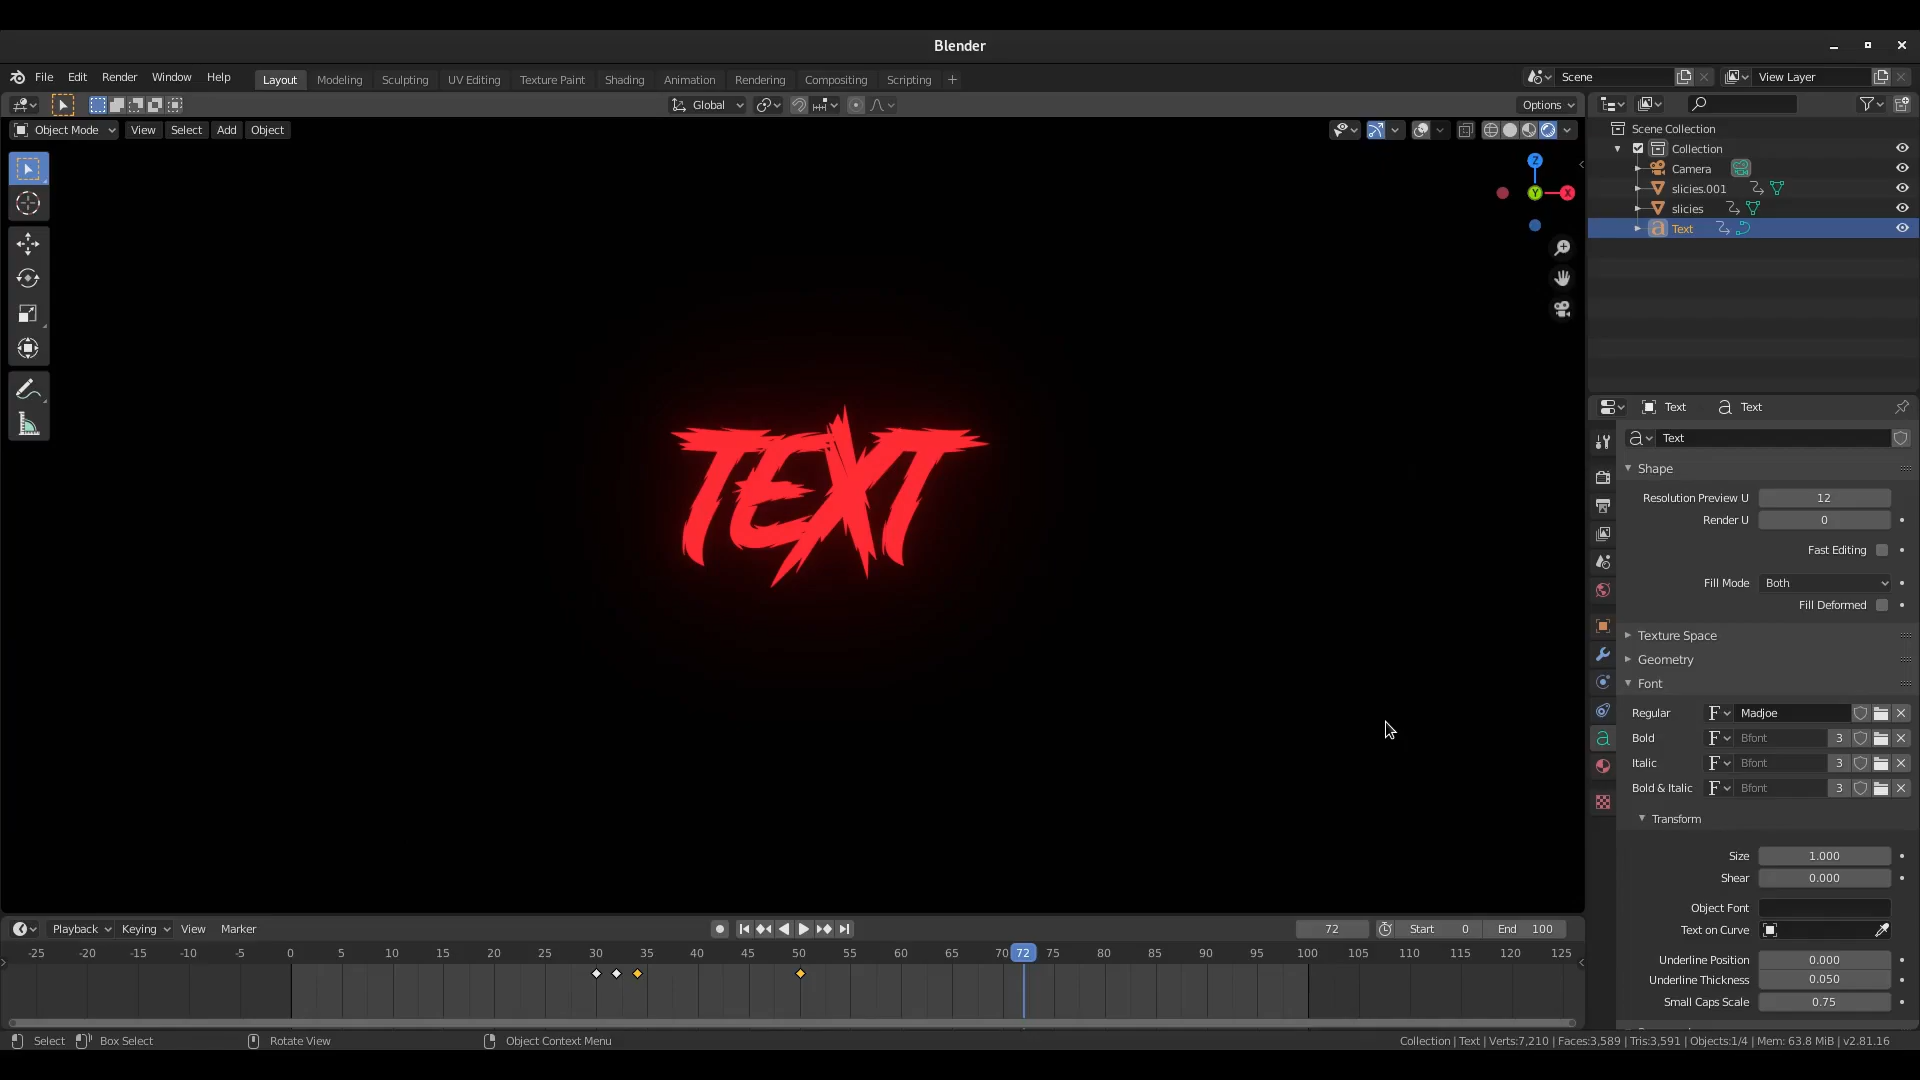 Blender
File Edit Render Window Help Layout Modeling Sculpting UV Editing Texture Paint Shading Animation Rendering Compositing Scripting + Scene View Layer
Global Options
Object Mode View Select Add Object
Z
Y X
Scene Collection
Collection
Camera
slicies.001
slicies
Text
Text Text
Text
Shape
Resolution Preview U 12
Render U 0
Fast Editing
Fill Mode Both
Fill Deformed
Texture Space
Geometry
Font
Regular F Madjoe
Bold F Bfont 3
Italic F Bfont 3
Bold & Italic F Bfont 3
Transform
Size 1.000
Shear 0.000
Object Font
Text on Curve
Underline Position 0.000
Underline Thickness 0.050
Small Caps Scale 0.75
TEXT
Playback Keying View Marker 72 Start 0 End 100
-25 -20 -15 -10 -5 0 5 10 15 20 25 30 35 40 45 50 55 60 65 70 72 75 80 85 90 95 100 105 110 115 120 125
Select Box Select Rotate View Object Context Menu Collection | Text | Verts:7,210 | Faces:3,589 | Tris:3,591 | Objects:1/4 | Mem: 63.8 MiB | v2.81.16